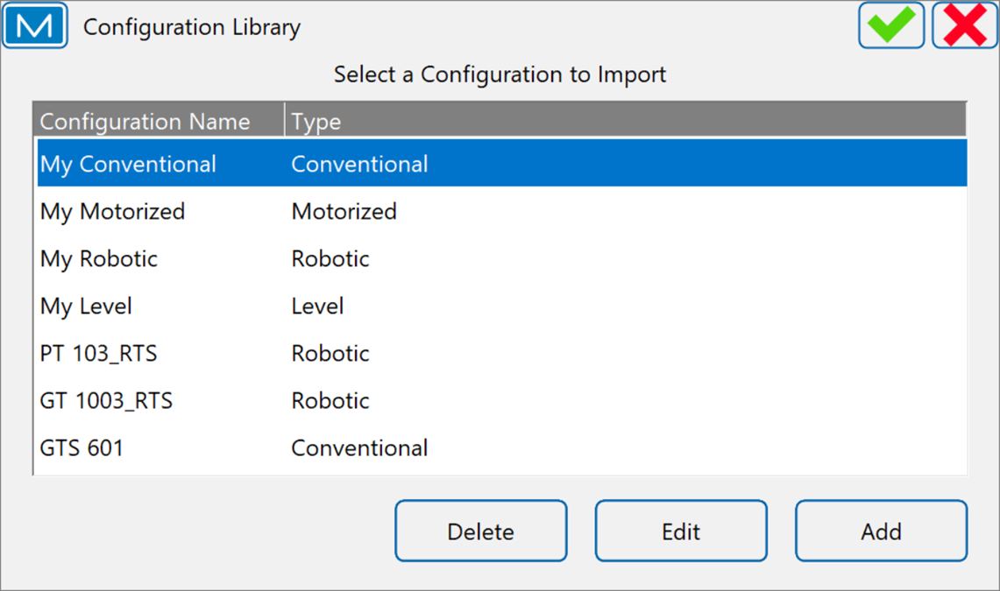 M Configuration Library
Select a Configuration to Import
Configuration Name Type
My Conventional Conventional
My Motorized Motorized
My Robotic Robotic
My Level Level
PT 103_RTS Robotic
GT 1003_RTS Robotic
GTS 601 Conventional
Delete Edit Add